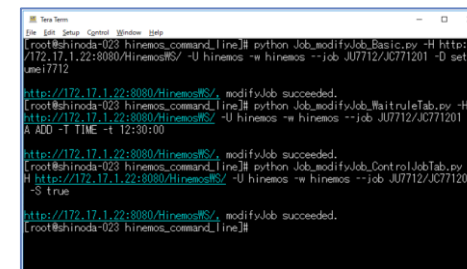 Tera Term
File Edit Setup Control Window Help
[root@shinoda-023 hinemos_command_line]# python Job_modifyJob_Basic.py -H http:
/172.17.1.22:8080/HinemosWS/ -U hinemos -w hinemos --job JU7712/JC771201 -D set
umei7712
http://172.17.1.22:8080/HinemosWS/, modifyJob succeeded.
[root@shinoda-023 hinemos_command_line]# python Job_modifyJob_WaitruleTab.py -H
http://172.17.1.22:8080/HinemosWS/ -U hinemos -w hinemos --job JU7712/JC771201
A ADD -T TIME -t 12:30:00
http://172.17.1.22:8080/HinemosWS/, modifyJob succeeded.
[root@shinoda-023 hinemos_command_line]# python Job_modifyJob_ControlJobTab.py
H http://172.17.1.22:8080/HinemosWS/ -U hinemos -w hinemos --job JU7712/JC77120
-S true
http://172.17.1.22:8080/HinemosWS/, modifyJob succeeded.
[root@shinoda-023 hinemos_command_line]#